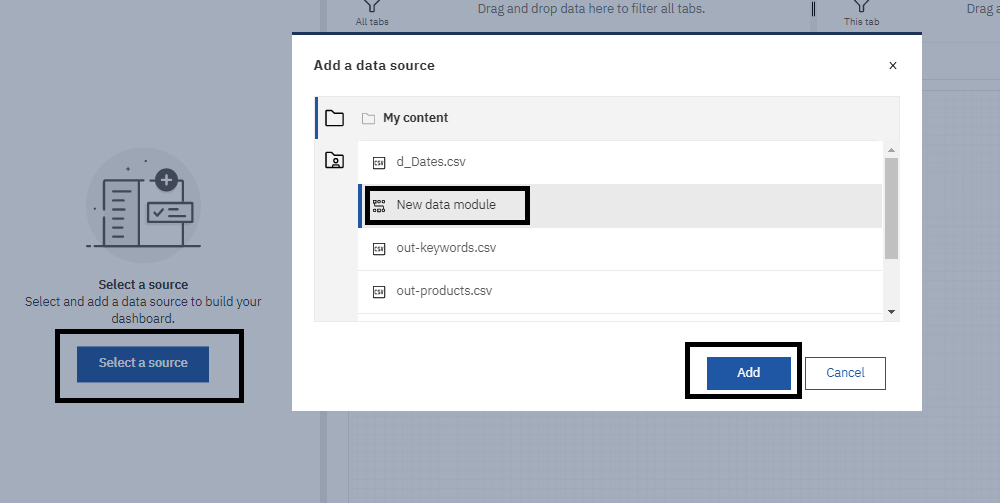 Drag and drop data here to filter all tabs.
Drag a
All tabs
This tab
Add a data source
×
My content
CSV
d_Dates.csv
New data module
CSV
out-keywords.csv
CSV
out-products.csv
Select a source
Select and add a data source to build your
dashboard.
Select a source
Add
Cancel